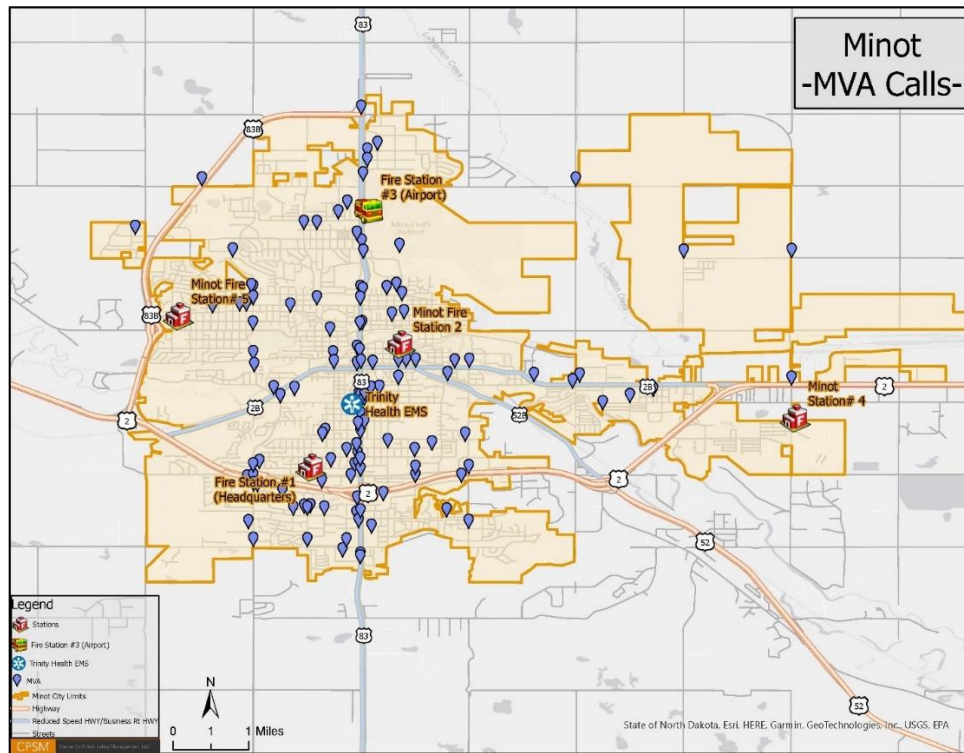 Minot
-MVA Calls-
83
83B
Fire Station
#3 (Airport)
Minot Fire
Station# 5
83B
Minot Fire
Station 2
83
2B
2
Trinity
Health EMS
2B
52B
2
Minot
Station# 4
2
Fire Station #1
(Headquarters)
2
2
52
83
52
Legend
Stations
Fire Station #3 (Airport)
Trinity Health EMS
MVA
Minot City Limits
Highway
Reduced Speed HWY/Business Rt HWY
Streets
CPSM
N
0 1 Miles
State of North Dakota, Esri, HERE, Garmin, GeoTechnologies, Inc., USGS, EPA